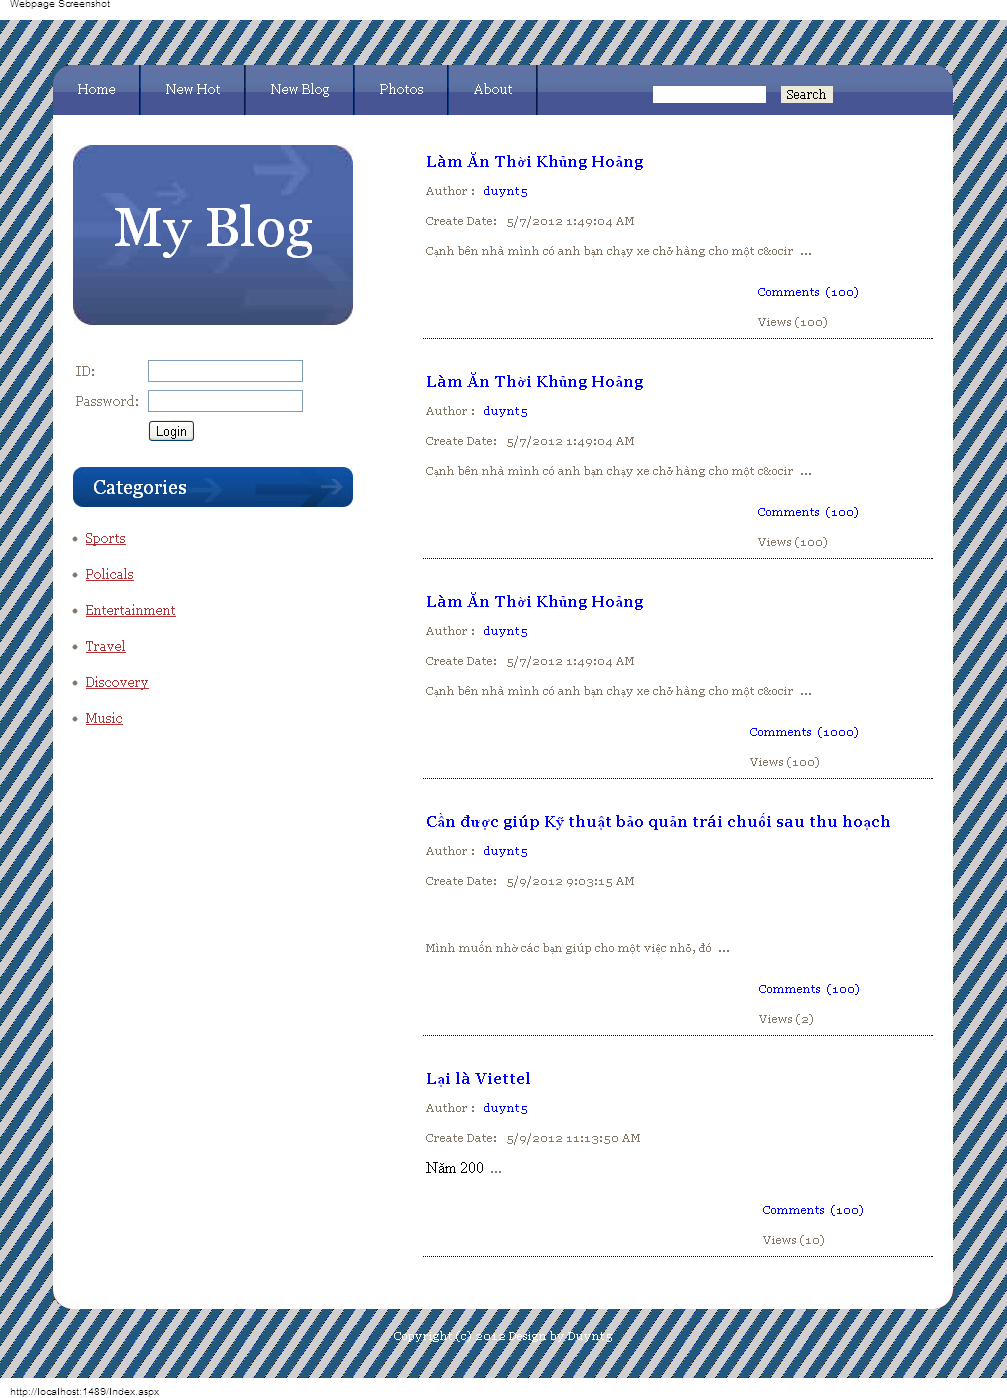 Webpage Screenshot
Home New Hot New Blog Photos About Search
My Blog
ID:
Password:
Login
Categories
Sports
Policals
Entertainment
Travel
Discovery
Music
Làm Ăn Thời Khủng Hoảng
Author : duynt5
Create Date: 5/7/2012 1:49:04 AM
Cạnh bên nhà mình có anh bạn chạy xe chở hàng cho một c&ocir ...
Comments (100)
Views (100)
Làm Ăn Thời Khủng Hoảng
Author : duynt5
Create Date: 5/7/2012 1:49:04 AM
Cạnh bên nhà mình có anh bạn chạy xe chở hàng cho một c&ocir ...
Comments (100)
Views (100)
Làm Ăn Thời Khủng Hoảng
Author : duynt5
Create Date: 5/7/2012 1:49:04 AM
Cạnh bên nhà mình có anh bạn chạy xe chở hàng cho một c&ocir ...
Comments (1000)
Views (100)
Cần được giúp Kỹ thuật bảo quản trái chuối sau thu hoạch
Author : duynt5
Create Date: 5/9/2012 9:03:15 AM
Mình muốn nhờ các bạn giúp cho một việc nhỏ, đó ...
Comments (100)
Views (2)
Lại là Viettel
Author : duynt5
Create Date: 5/9/2012 11:13:50 AM
Năm 200 ...
Comments (100)
Views (10)
Copyright (c) 2012 Design by Duynt5
http://localhost:1489/Index.aspx